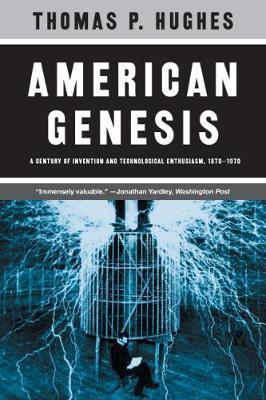 THOMAS P. HUGHES
AMERICAN
GENESIS
A CENTURY OF INVENTION AND TECHNOLOGICAL ENTHUSIASM, 1870–1970
“Immensely valuable.” —Jonathan Yardley, Washington Post